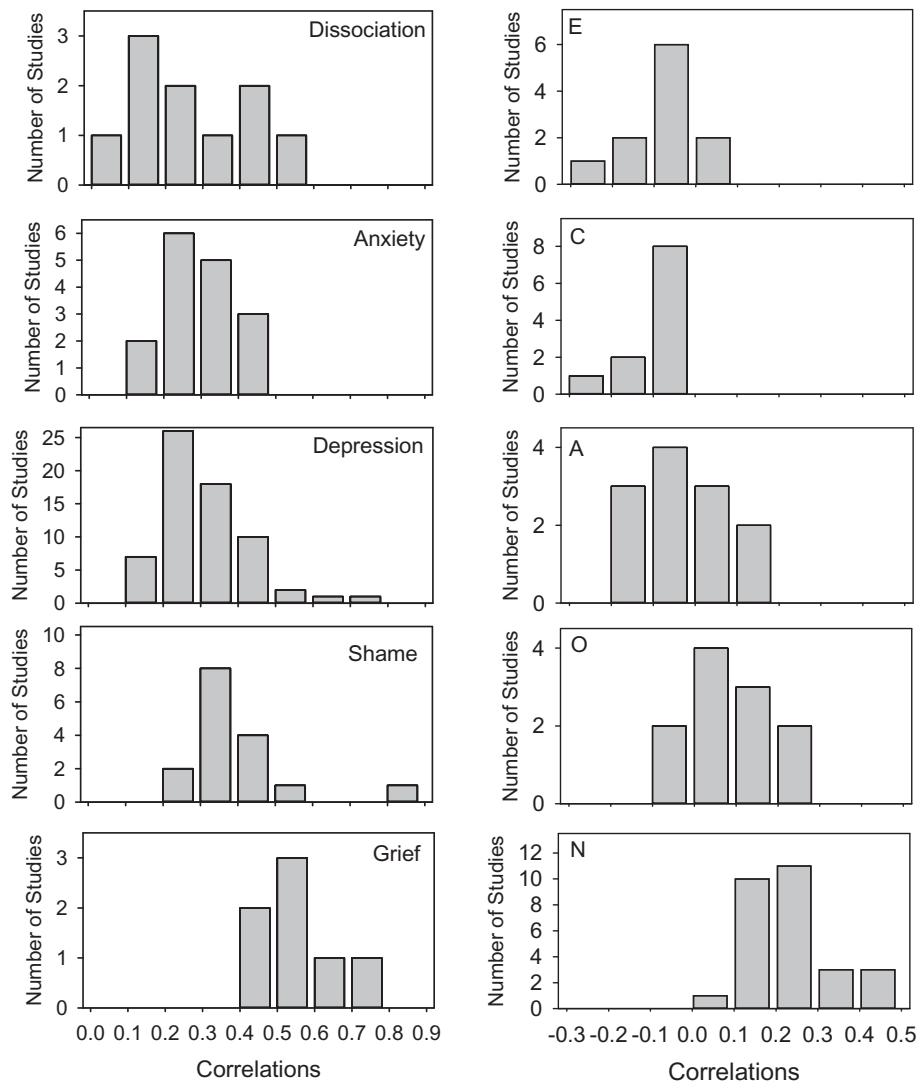 Dissociation
Number of Studies
3
2
1
0
E
Number of Studies
6
4
2
0
Anxiety
Number of Studies
6
5
4
3
2
1
0
C
Number of Studies
8
6
4
2
0
Depression
Number of Studies
25
20
15
10
5
0
A
Number of Studies
4
2
0
Shame
Number of Studies
10
8
6
4
2
0
O
Number of Studies
4
2
0
Grief
Number of Studies
3
2
1
0
0.0 0.1 0.2 0.3 0.4 0.5 0.6 0.7 0.8 0.9
Correlations
N
Number of Studies
12
10
8
6
4
2
0
-0.3 -0.2 -0.1 0.0 0.1 0.2 0.3 0.4 0.5
Correlations